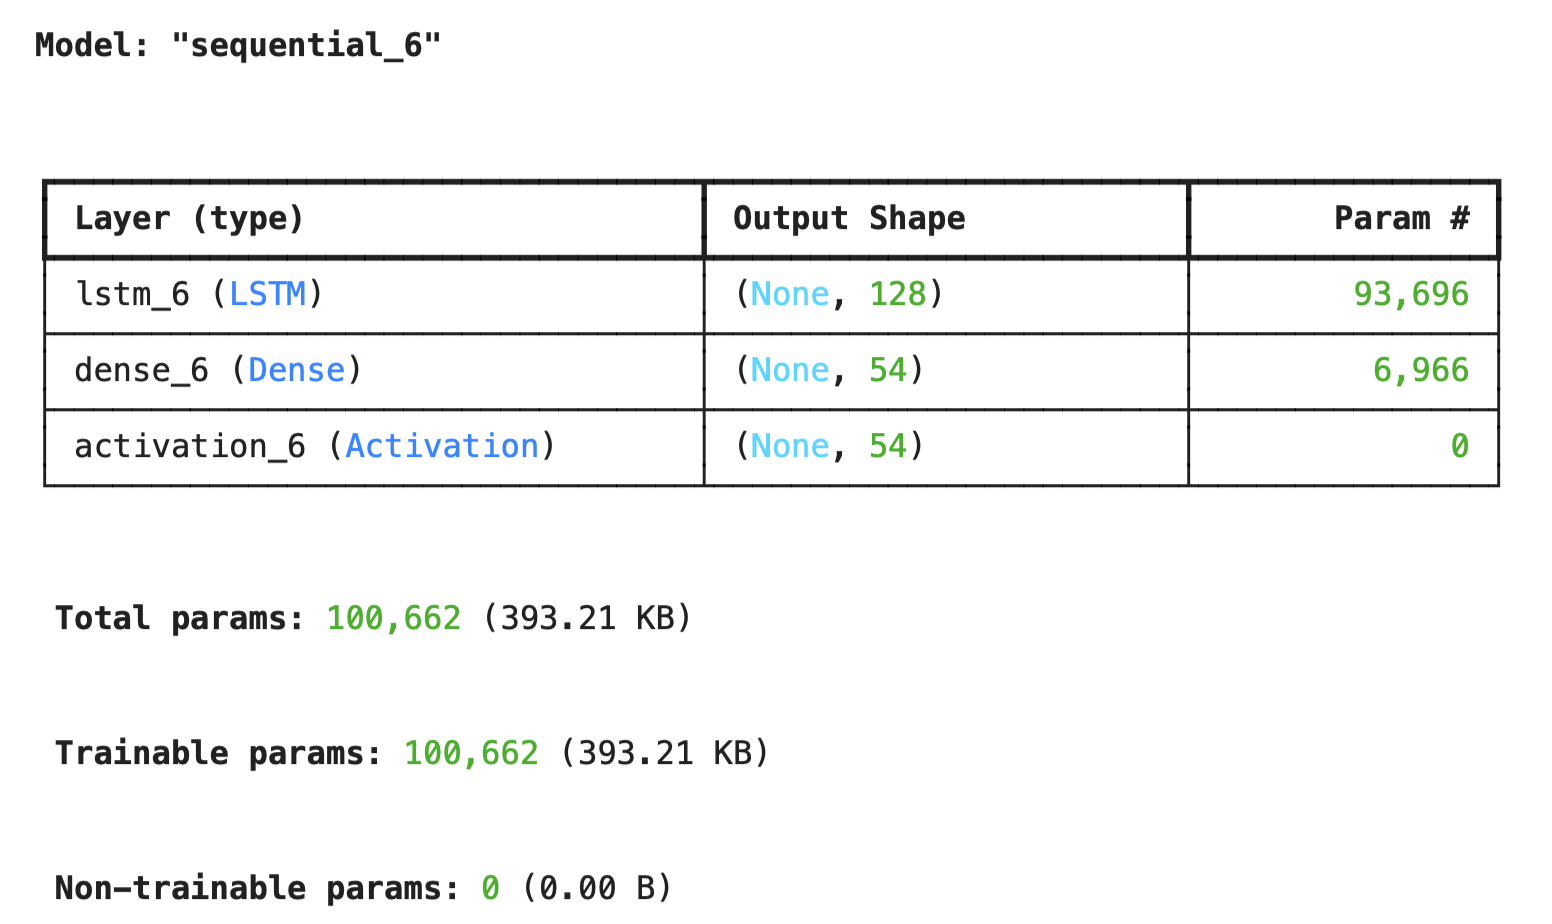 Model: "sequential_6"
Layer (type) Output Shape Param #
lstm_6 (LSTM) (None, 128) 93,696
dense_6 (Dense) (None, 54) 6,966
activation_6 (Activation) (None, 54) 0
Total params: 100,662 (393.21 KB)
Trainable params: 100,662 (393.21 KB)
Non-trainable params: 0 (0.00 B)